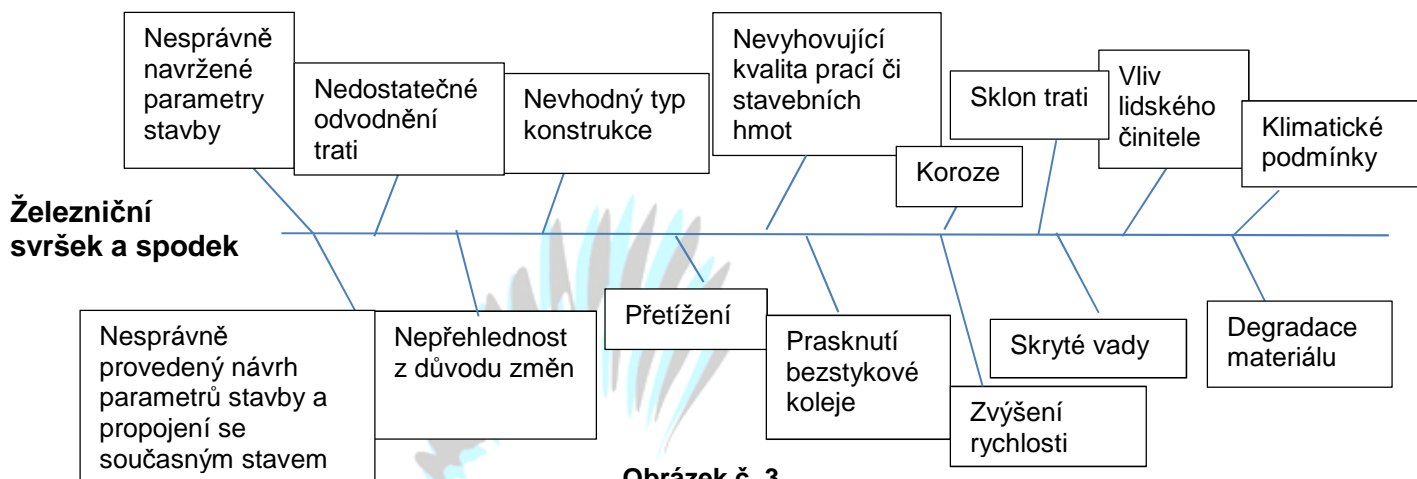 Nesprávně
navržené
parametry
stavby
Nedostatečné
odvodnění
trati
Nevhodný typ
konstrukce
Nevyhovující
kvalita prací či
stavebních
hmot
Koroze
Sklon trati
Vliv
lidského
činitele
Klimatické
podmínky
Železniční
svršek a spodek
Nesprávně
provedený návrh
parametrů stavby a
propojení se
současným stavem
Nepřehlednost
z důvodu změn
Přetížení
Prasknutí
bezstykové
koleje
Zvýšení
rychlosti
Skryté vady
Degradace
materiálu
Obrázek č. 3